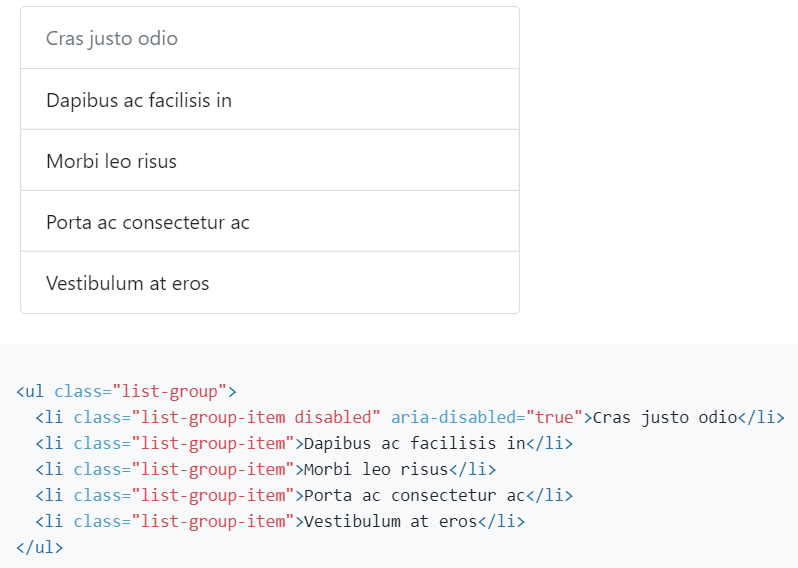 Cras justo odio
Dapibus ac facilisis in
Morbi leo risus
Porta ac consectetur ac
Vestibulum at eros
<ul class="list-group">
  <li class="list-group-item disabled" aria-disabled="true">Cras justo odio</li>
  <li class="list-group-item">Dapibus ac facilisis in</li>
  <li class="list-group-item">Morbi leo risus</li>
  <li class="list-group-item">Porta ac consectetur ac</li>
  <li class="list-group-item">Vestibulum at eros</li>
</ul>